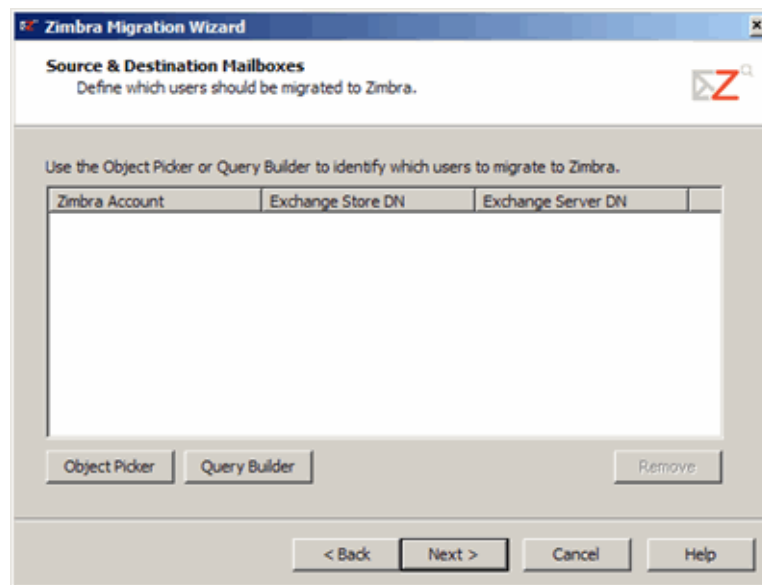 Zimbra Migration Wizard
Source & Destination Mailboxes
Define which users should be migrated to Zimbra.
Use the Object Picker or Query Builder to identify which users to migrate to Zimbra.
Zimbra Account Exchange Store DN Exchange Server DN
Object Picker Query Builder Remove
< Back Next > Cancel Help